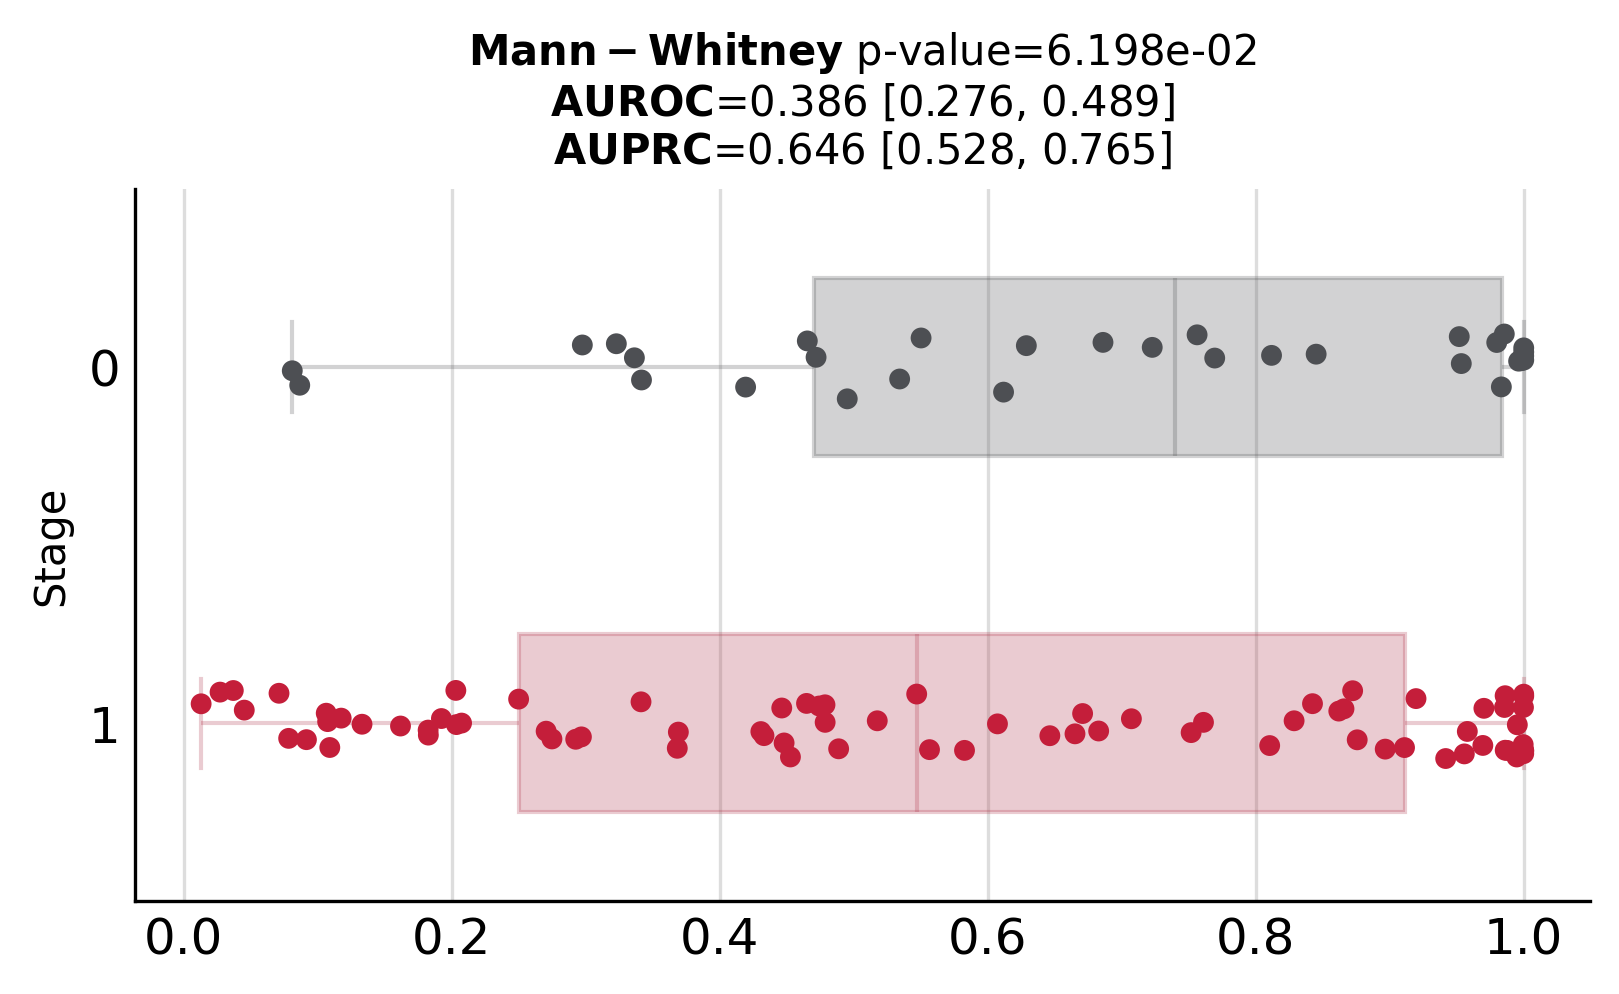 Mann – Whitney p-value=6.198e-02
AUROC=0.386 [0.276, 0.489]
AUPRC=0.646 [0.528, 0.765]
0
Stage
1
0.0 0.2 0.4 0.6 0.8 1.0